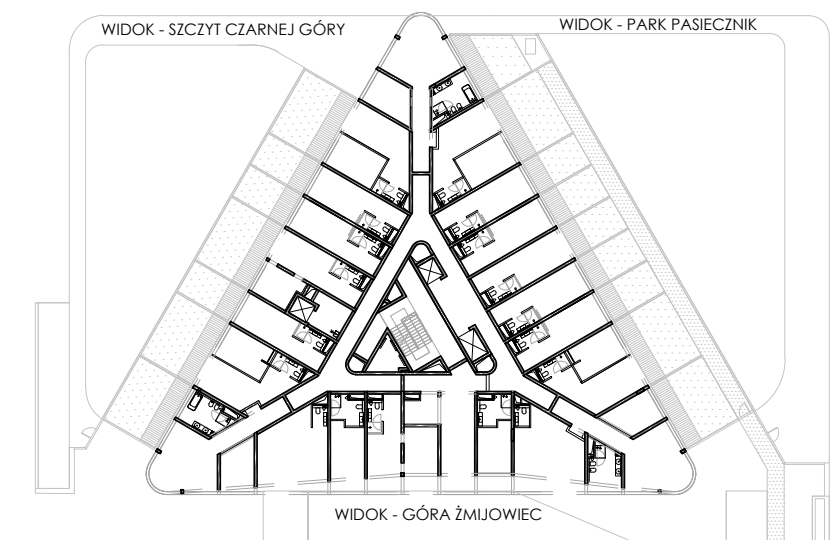 WIDOK - SZCZYT CZARNEJ GÓRY
WIDOK - PARK PASIECZNIK
WIDOK - GÓRA ŻMIJOWIEC